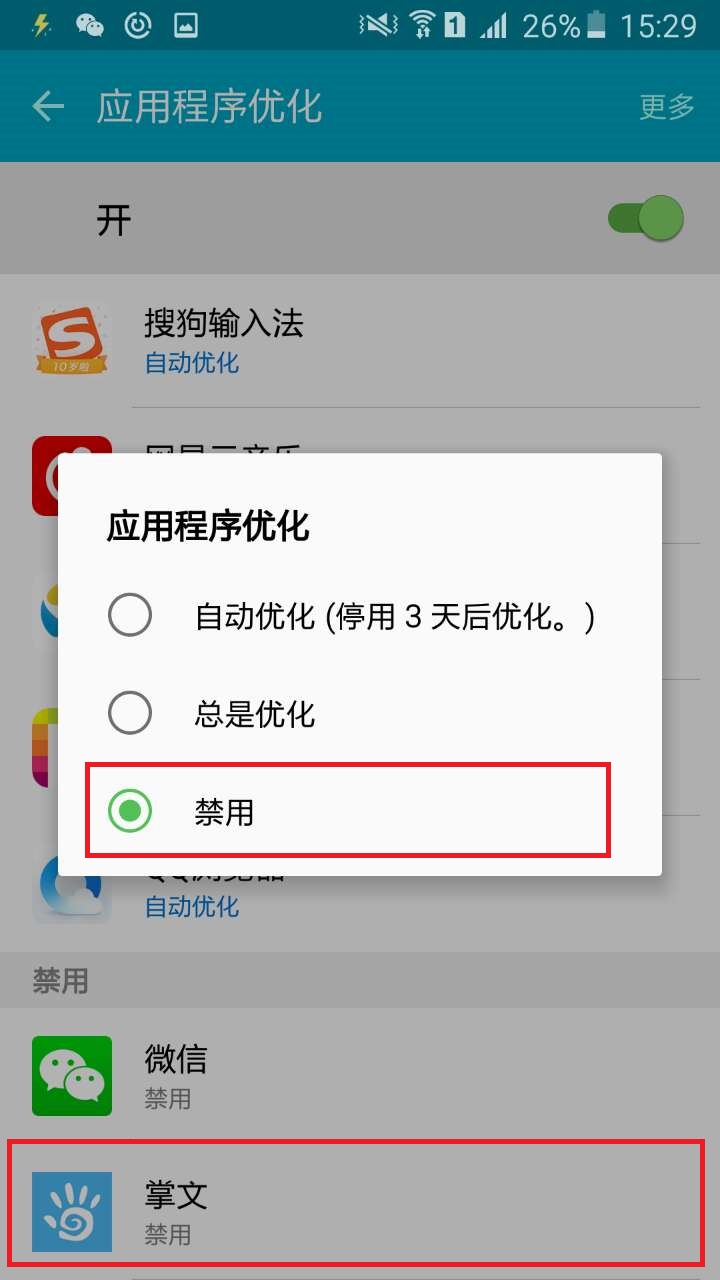 1 26% 15:29
应用程序优化 更多
开
搜狗输入法
10岁啦
自动优化
应用程序优化
自动优化 (停用 3 天后优化。)
总是优化
禁用
自动优化
禁用
微信
禁用
掌文
禁用